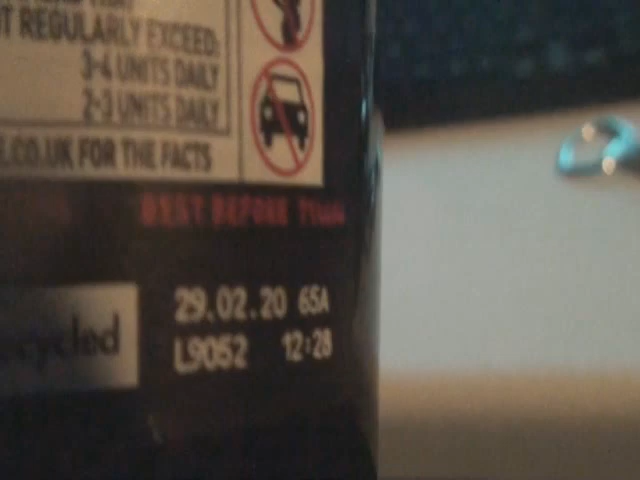 T REGULARLY EXCEED:
3-4 UNITS DAILY
2-3 UNITS DAILY
.CO.UK FOR THE FACTS
BEST BEFORE
29.02.20 65A
cycled
L9052 12:28